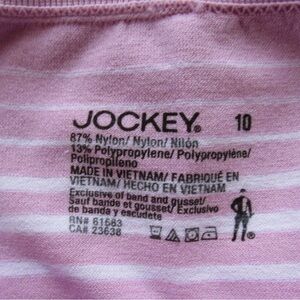 JOCKEY® 10
87% Nylon/ Nylon/ Nilón
13% Polypropylene/ Polypropylène/
Polipropileno
MADE IN VIETNAM/ FABRIQUÉ EN
VIETNAM/ HECHO EN VIETNAM
Exclusive of band and gusset/
Sauf bande et gousset/ Exclusivo
de banda y escudete
RN# 61683
CA# 23638